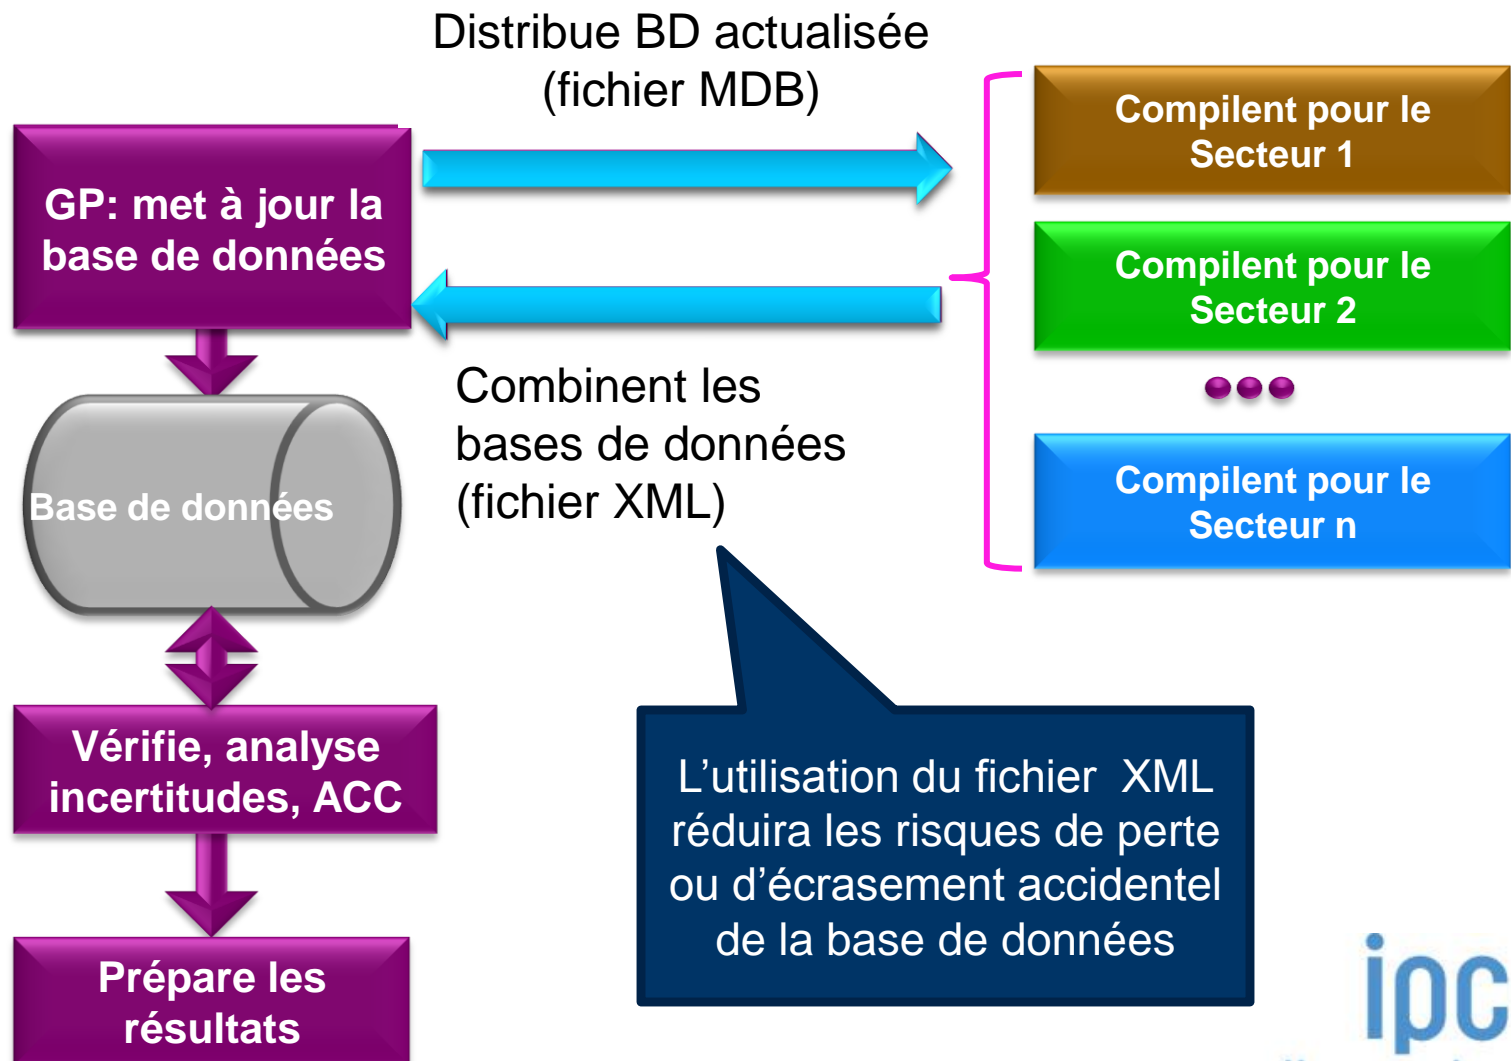 Distribue BD actualisée
(fichier MDB)
GP: met à jour la
base de données
Compilent pour le
Secteur 1
Compilent pour le
Secteur 2
Combinent les
bases de données
(fichier XML)
Compilent pour le
Secteur n
Base de données
Vérifie, analyse
incertitudes, ACC
L’utilisation du fichier  XML
réduira les risques de perte
ou d’écrasement accidentel
de la base de données
Prépare les
résultats
ipc